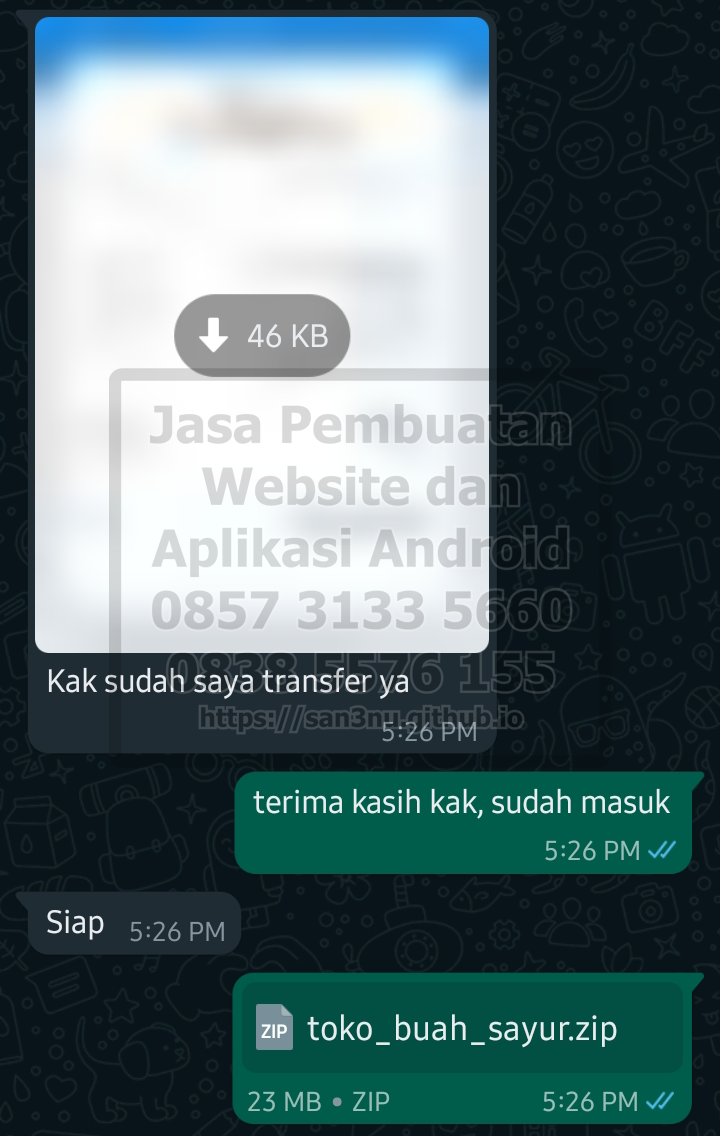 46 KB
Jasa Pembuatan
Website dan
Aplikasi Android
0857 3133 5660
0838 5576 155
https://san3nu.github.io
Kak sudah saya transfer ya
5:26 PM
terima kasih kak, sudah masuk
5:26 PM
Siap 5:26 PM
ZIP toko_buah_sayur.zip
23 MB • ZIP 5:26 PM